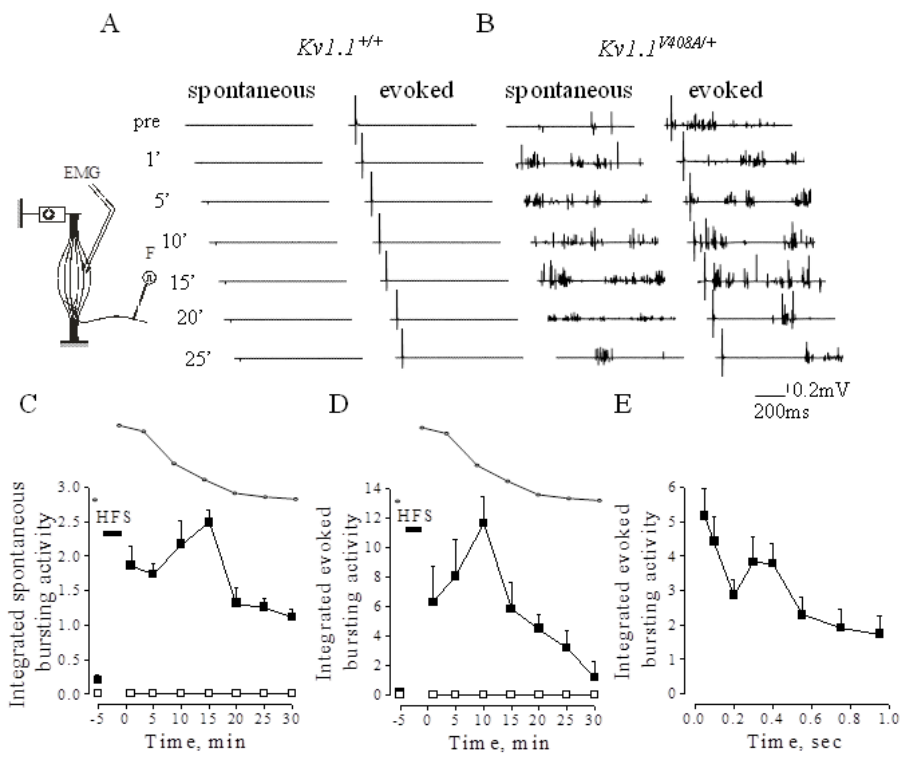 A
B
Kv1.1+/+
Kv1.1V408A/+
spontaneous
evoked
spontaneous
evoked
pre
1'
EMG
5'
10'
F
15'
20'
25'
0.2mV
200ms
C
D
E
3.0
2.5
2.0
1.5
1.0
0.5
0.0
HFS
Integrated spontaneous
bursting activity
-5 0 5 10 15 20 25 30
Time, min
14
12
10
8
6
4
2
0
HFS
Integrated evoked
bursting activity
-5 0 5 10 15 20 25 30
Time, min
6
5
4
3
2
1
0
Integrated evoked
bursting activity
0.0 0.2 0.4 0.6 0.8 1.0
Time, sec